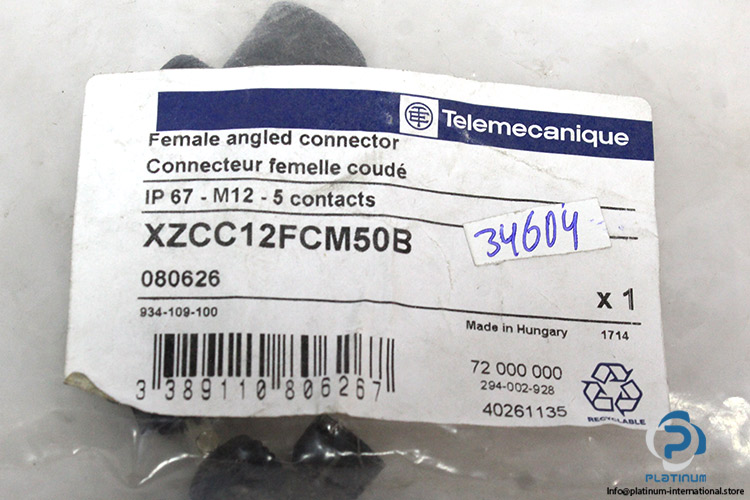 Telemecanique
Female angled connector
Connecteur femelle coudé
IP 67 - M12 - 5 contacts
XZCC12FCM50B
34604
080626
x 1
934-109-100
Made in Hungary 1714
3 389110 806267
72 000 000
294-002-928
40261135
RECYCLABLE
PLATINUM
Info@platinum-international.store